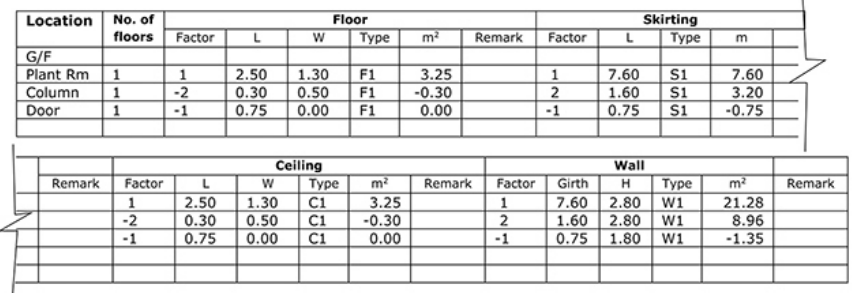 Location No. of floors Floor Skirting
Factor L W Type m² Remark Factor L Type m
G/F
Plant Rm 1 1 2.50 1.30 F1 3.25 1 7.60 S1 7.60
Column 1 -2 0.30 0.50 F1 -0.30 2 1.60 S1 3.20
Door 1 -1 0.75 0.00 F1 0.00 -1 0.75 S1 -0.75
Ceiling Wall
Remark Factor L W Type m² Remark Factor Girth H Type m² Remark
1 2.50 1.30 C1 3.25 1 7.60 2.80 W1 21.28
-2 0.30 0.50 C1 -0.30 2 1.60 2.80 W1 8.96
-1 0.75 0.00 C1 0.00 -1 0.75 1.80 W1 -1.35